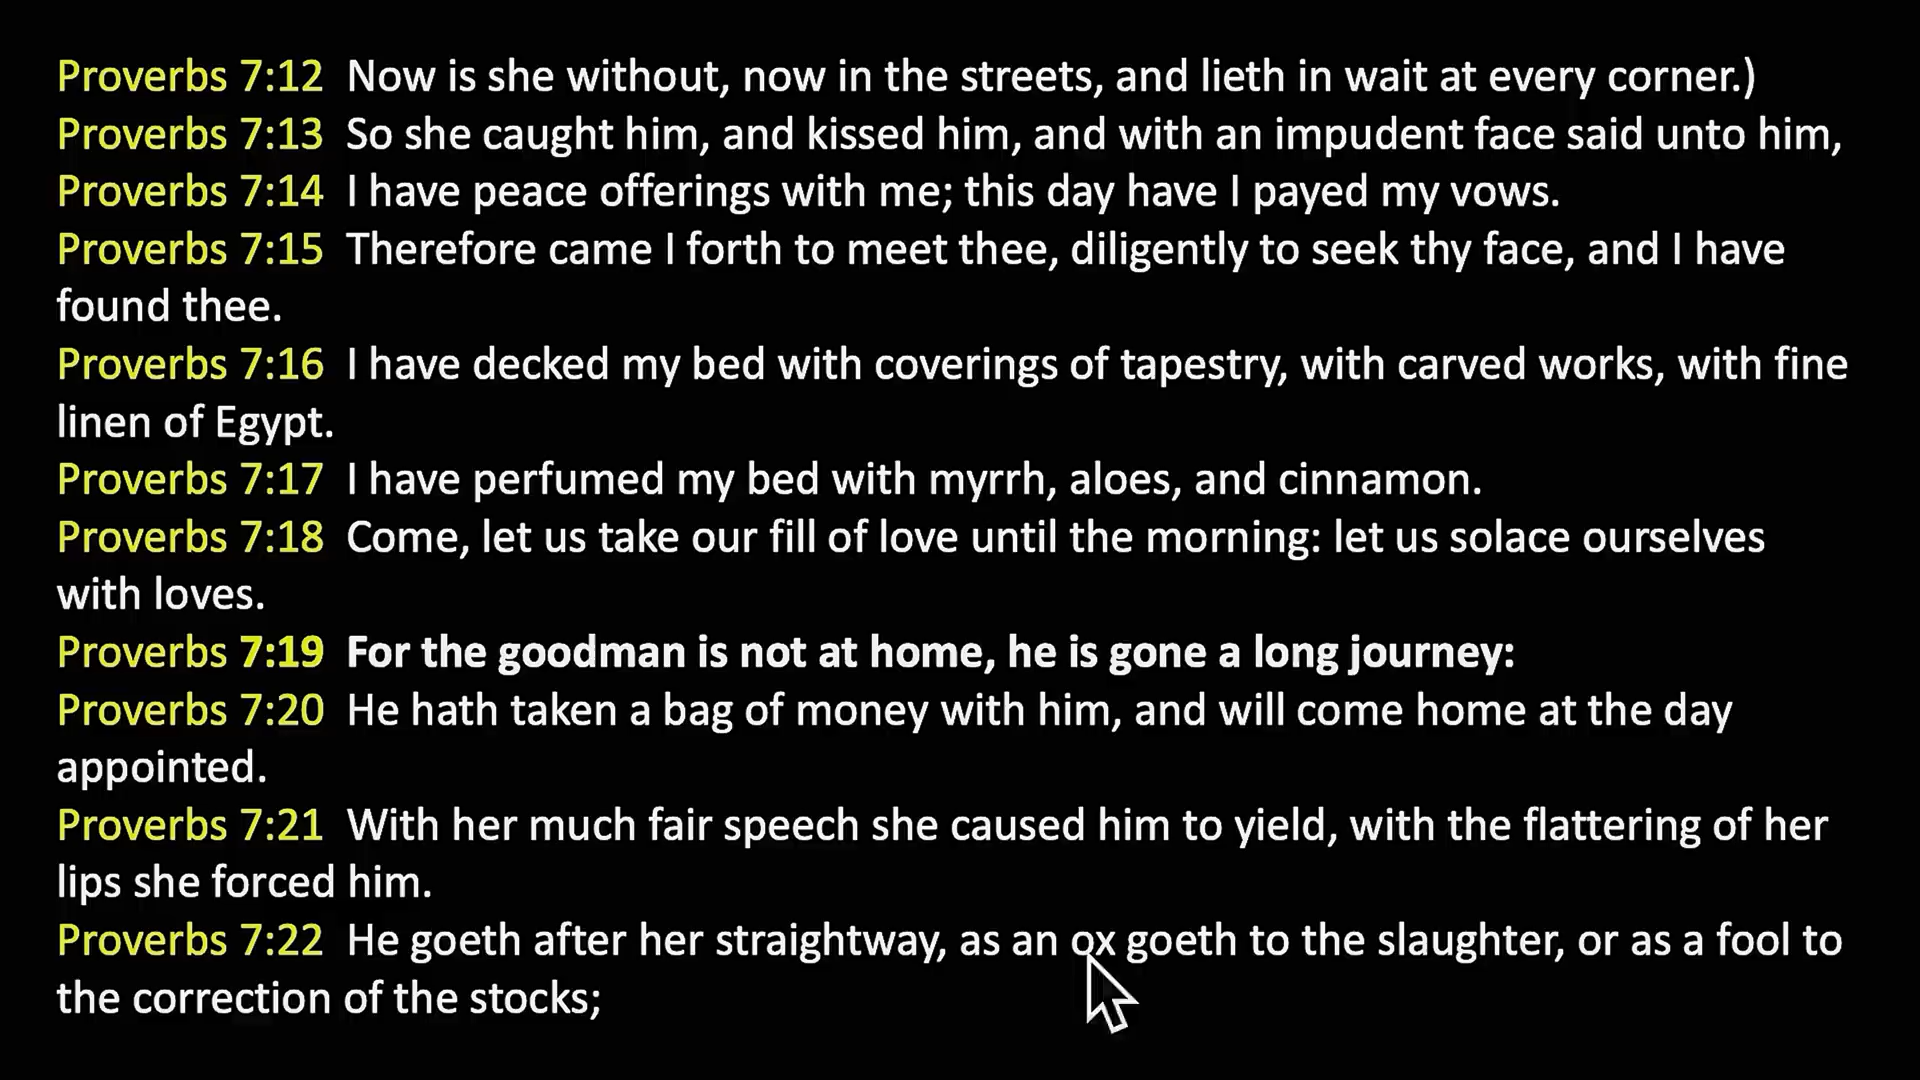 Proverbs 7:12  Now is she without, now in the streets, and lieth in wait at every corner.)
Proverbs 7:13  So she caught him, and kissed him, and with an impudent face said unto him,
Proverbs 7:14  I have peace offerings with me; this day have I payed my vows.
Proverbs 7:15  Therefore came I forth to meet thee, diligently to seek thy face, and I have
found thee.
Proverbs 7:16  I have decked my bed with coverings of tapestry, with carved works, with fine
linen of Egypt.
Proverbs 7:17  I have perfumed my bed with myrrh, aloes, and cinnamon.
Proverbs 7:18  Come, let us take our fill of love until the morning: let us solace ourselves
with loves.
Proverbs 7:19  For the goodman is not at home, he is gone a long journey:
Proverbs 7:20  He hath taken a bag of money with him, and will come home at the day
appointed.
Proverbs 7:21  With her much fair speech she caused him to yield, with the flattering of her
lips she forced him.
Proverbs 7:22  He goeth after her straightway, as an ox goeth to the slaughter, or as a fool to
the correction of the stocks;